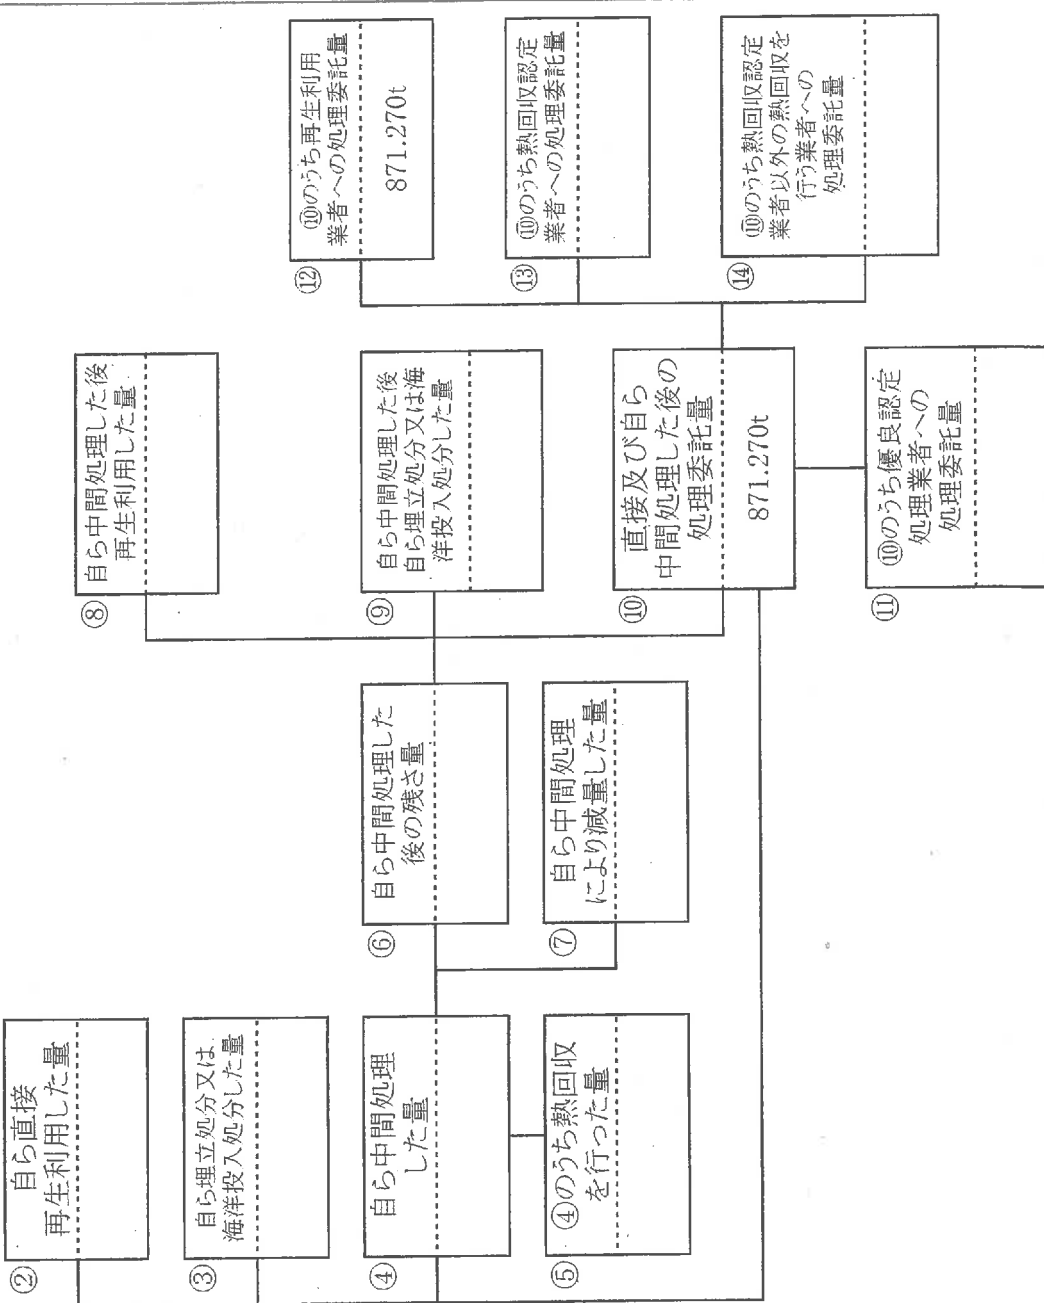 ②
自ら直接
再生利用した量
③
自ら埋立処分又は
海洋投入処分した量
④
自ら中間処理
した量
⑤
④のうち熱回収
を行った量
⑥
自ら中間処理した
後の残さ量
⑦
自ら中間処理
により減量した量
⑧
自ら中間処理した後
再生利用した量
⑨
自ら中間処理した後
自ら埋立処分又は海
洋投入処分した量
⑩
直接及び自ら
中間処理した後の
処理委託量
871.270t
⑪
⑩のうち優良認定
処理業者への
処理委託量
⑫
⑩のうち再生利用
業者への処理委託量
871.270t
⑬
⑩のうち熱回収認定
業者への処理委託量
⑭
⑩のうち熱回収認定
業者以外の熱回収を
行う業者への
処理委託量